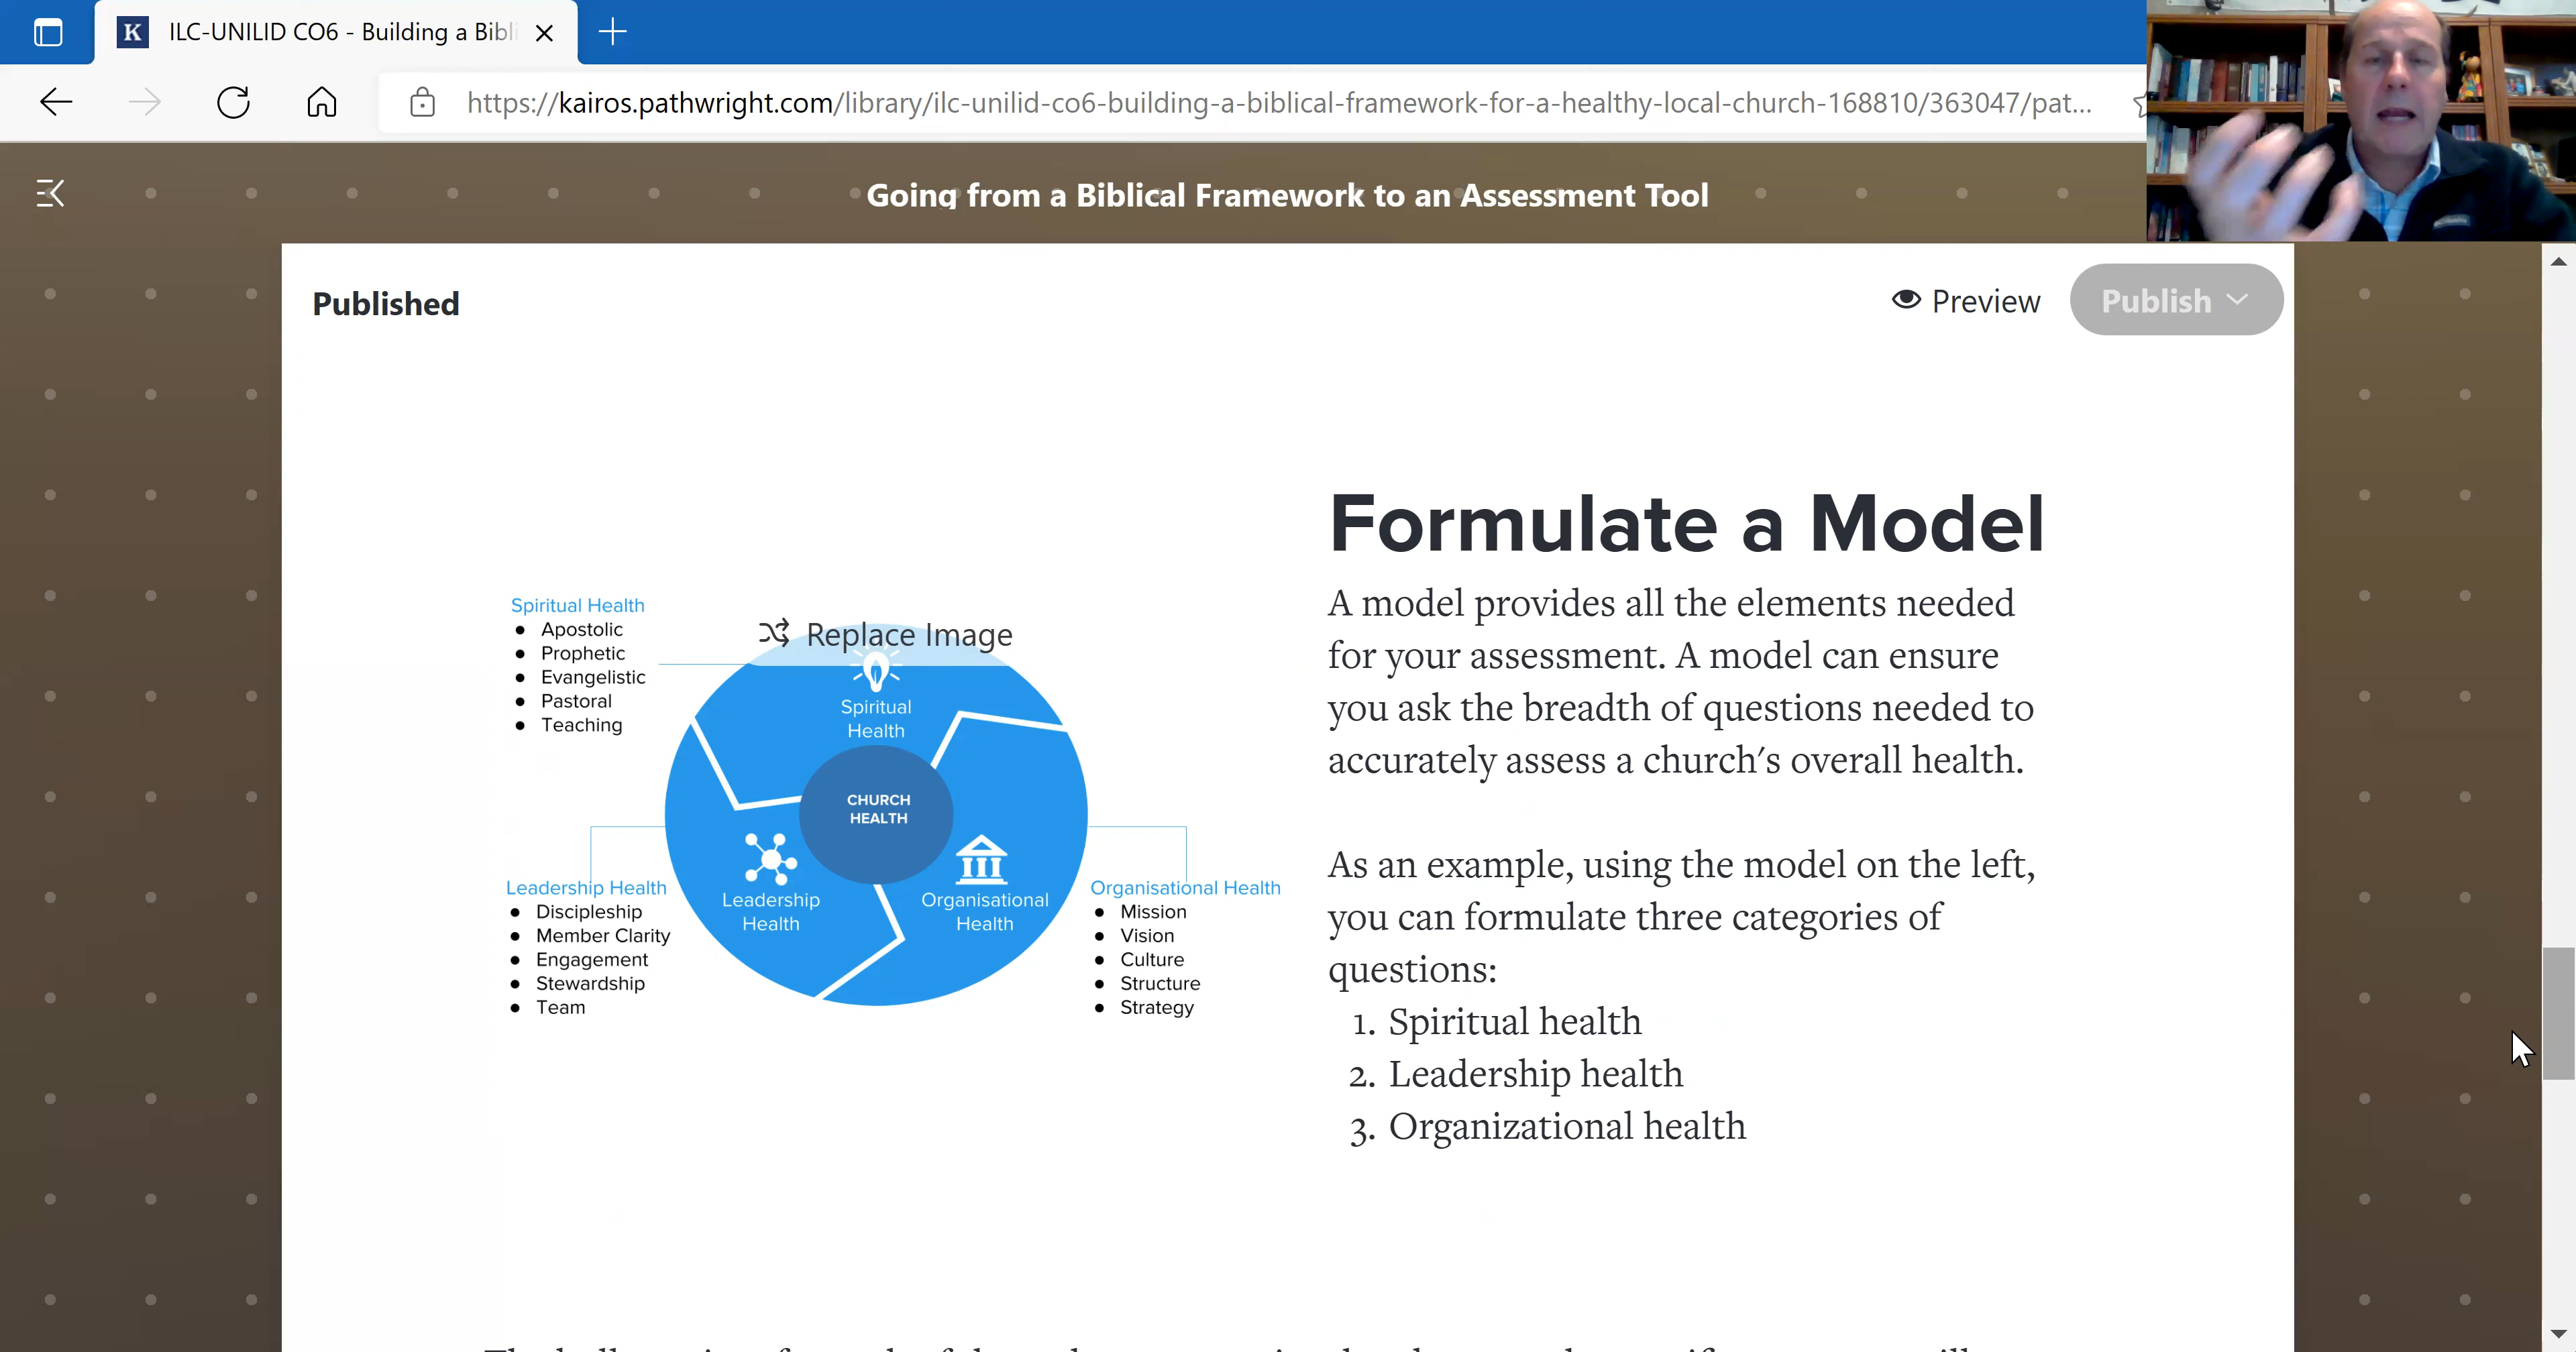 K ILC-UNILID CO6 - Building a Bibl
https://kairos.pathwright.com/library/ilc-unilid-co6-building-a-biblical-framework-for-a-healthy-local-church-168810/363047/pat...
Going from a Biblical Framework to an Assessment Tool
Published
Preview
Publish
Spiritual Health
Apostolic
Prophetic
Evangelistic
Pastoral
Teaching
Replace Image
Spiritual
Health
CHURCH
HEALTH
Leadership
Health
Organisational
Health
Leadership Health
Discipleship
Member Clarity
Engagement
Stewardship
Team
Organisational Health
Mission
Vision
Culture
Structure
Strategy
Formulate a Model
A model provides all the elements needed
for your assessment. A model can ensure
you ask the breadth of questions needed to
accurately assess a church's overall health.
As an example, using the model on the left,
you can formulate three categories of
questions:
1. Spiritual health
2. Leadership health
3. Organizational health